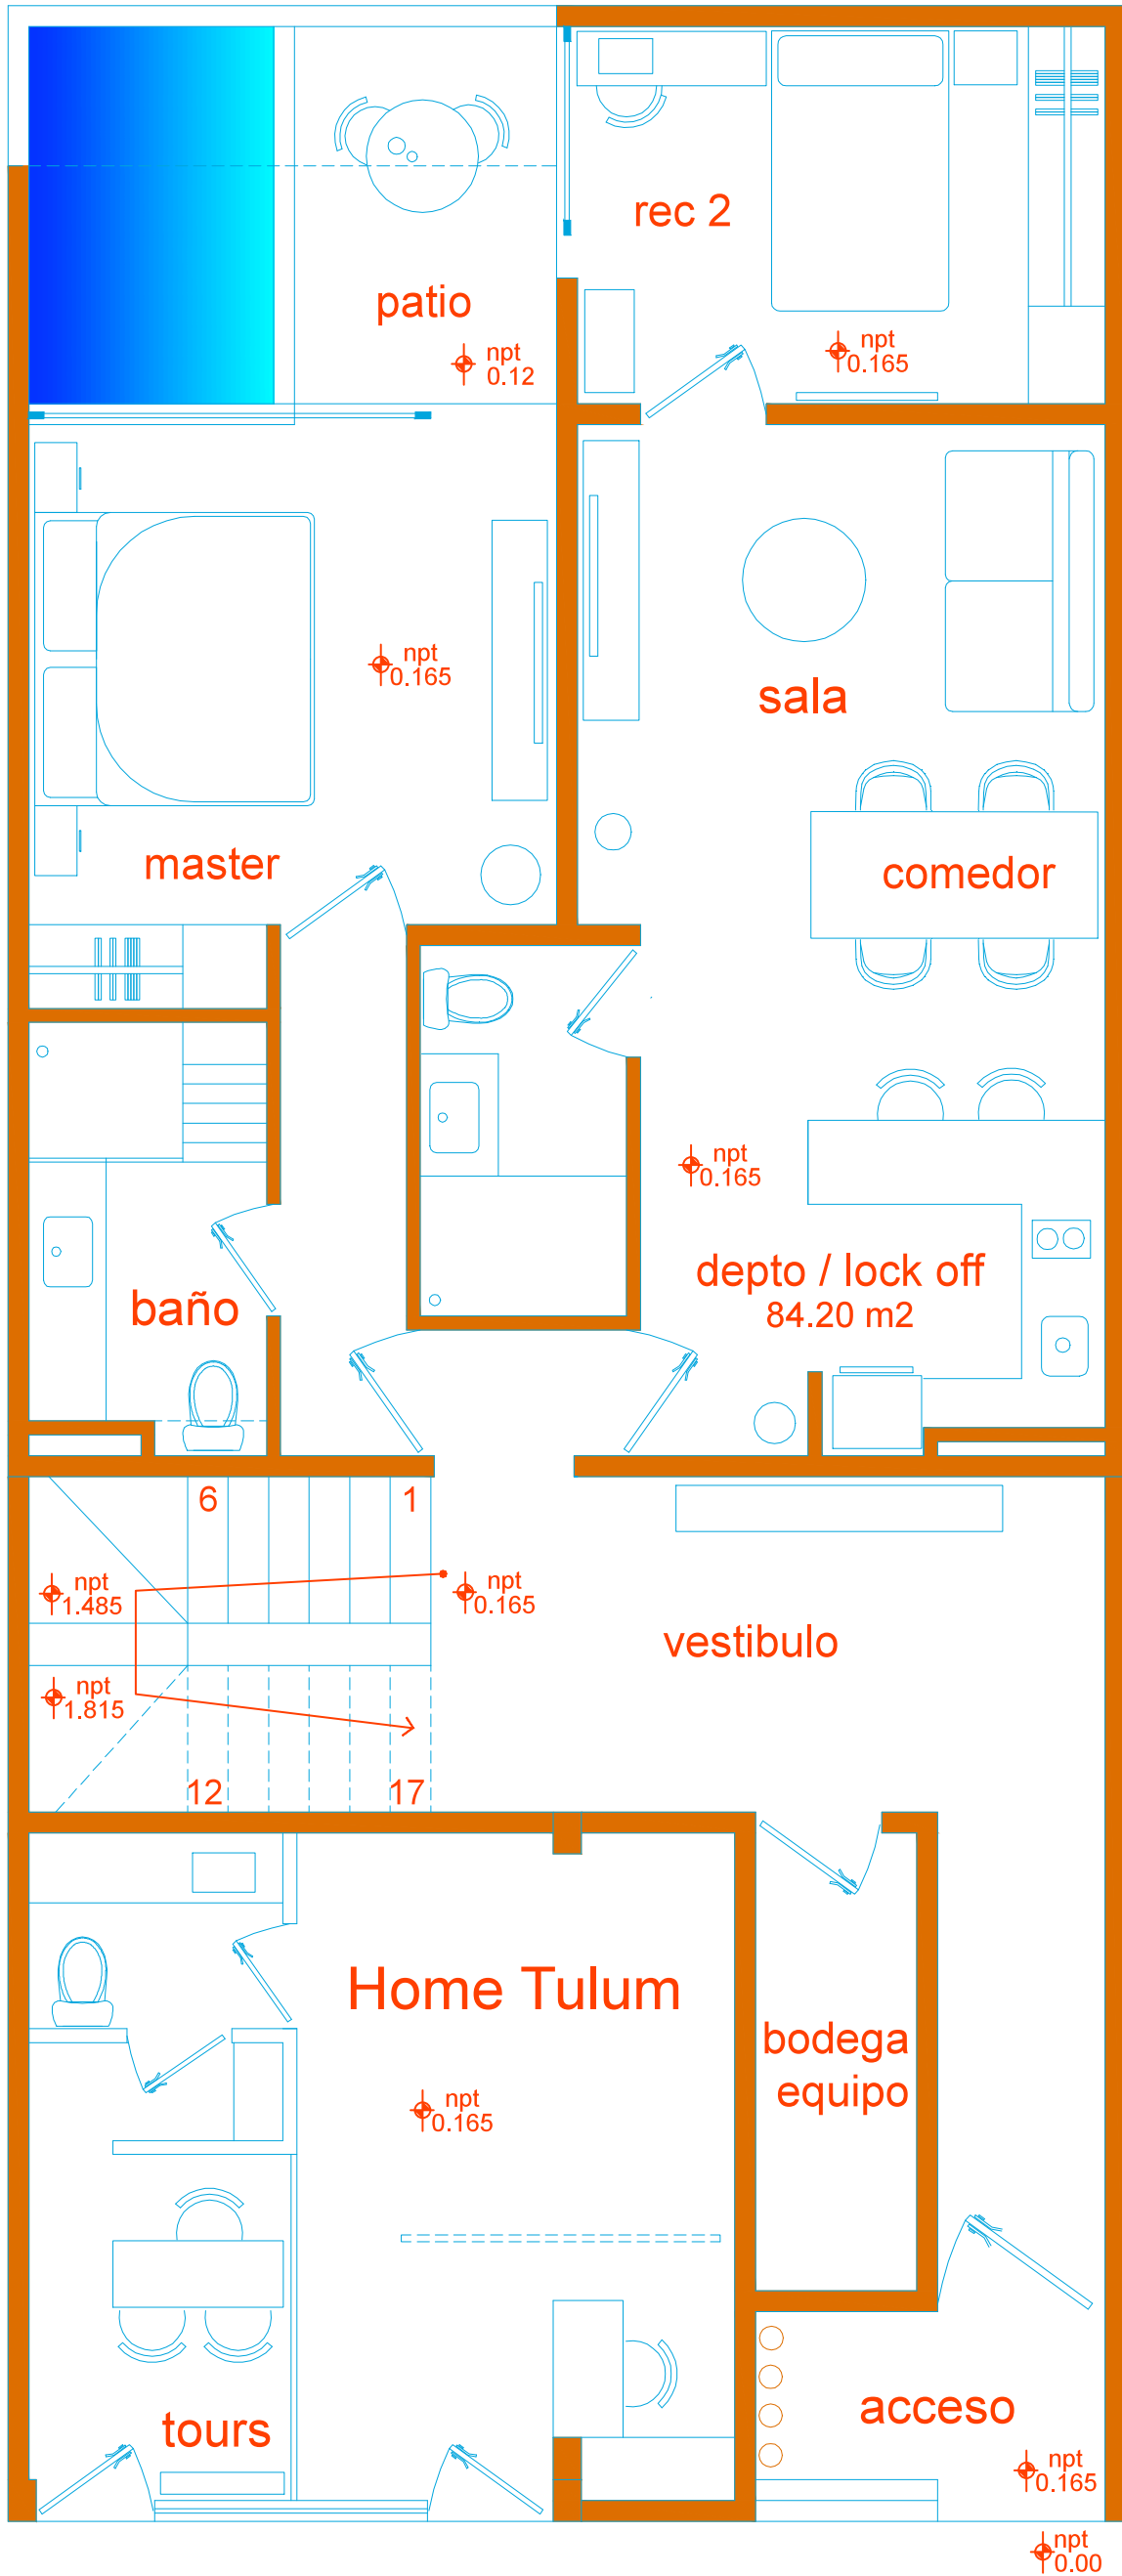 rec 2
patio
npt
0.12
npt
0.165
npt
0.165
sala
master
comedor
npt
0.165
depto / lock off
84.20 m2
baño
6
1
npt
1.485
npt
0.165
vestibulo
npt
1.815
12
17
Home Tulum
bodega
equipo
npt
0.165
acceso
tours
npt
0.165
npt
0.00